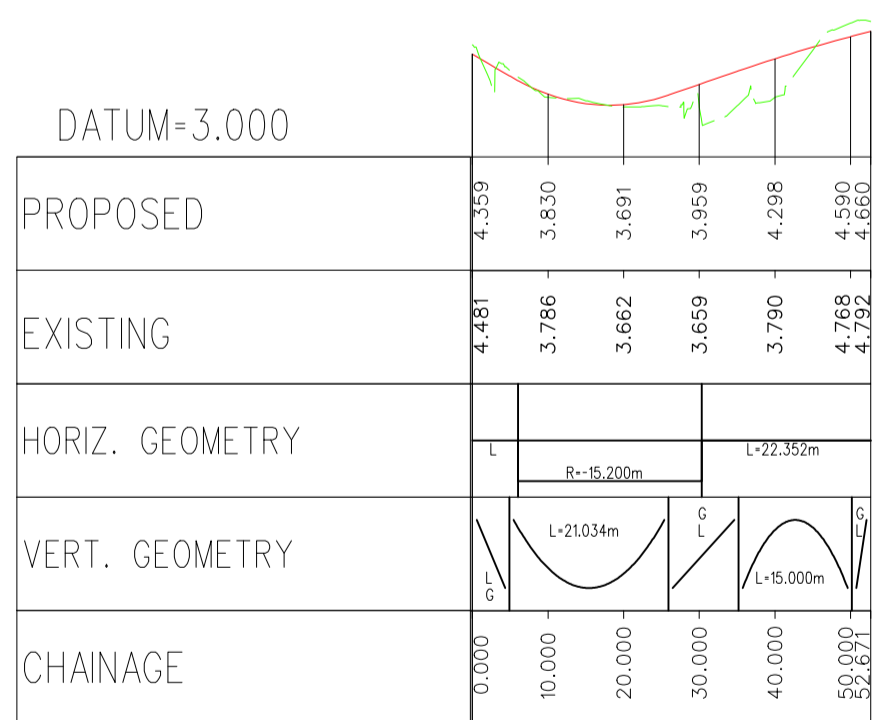 DATUM=3.000
PROPOSED 4.359 3.830 3.691 3.959 4.298 4.590 4.660
EXISTING 4.481 3.786 3.662 3.659 3.790 4.768 4.792
HORIZ. GEOMETRY L R=-15.200m L=22.352m
VERT. GEOMETRY L G L=21.034m G L L=15.000m G L
CHAINAGE 0.000 10.000 20.000 30.000 40.000 50.000 52.671